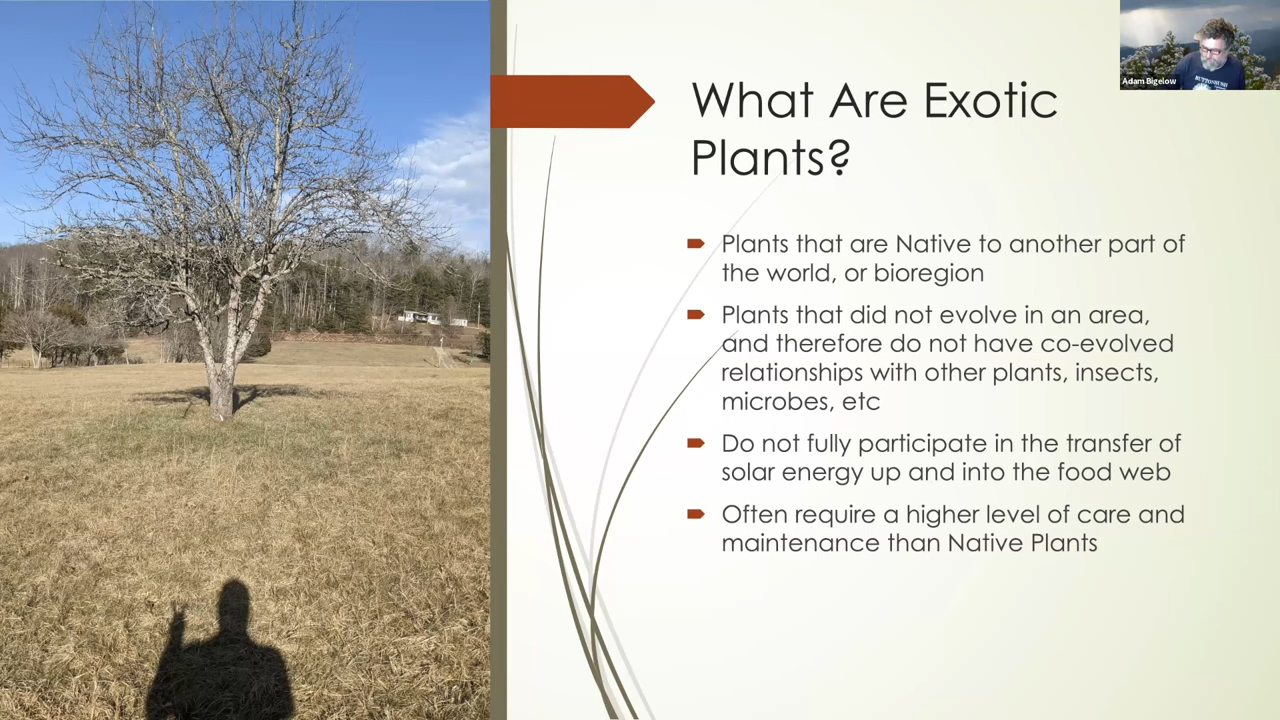 What Are Exotic
Plants?
Plants that are Native to another part of
the world, or bioregion
Plants that did not evolve in an area,
and therefore do not have co-evolved
relationships with other plants, insects,
microbes, etc
Do not fully participate in the transfer of
solar energy up and into the food web
Often require a higher level of care and
maintenance than Native Plants
Adam Bigelow
BUTTONBUSH